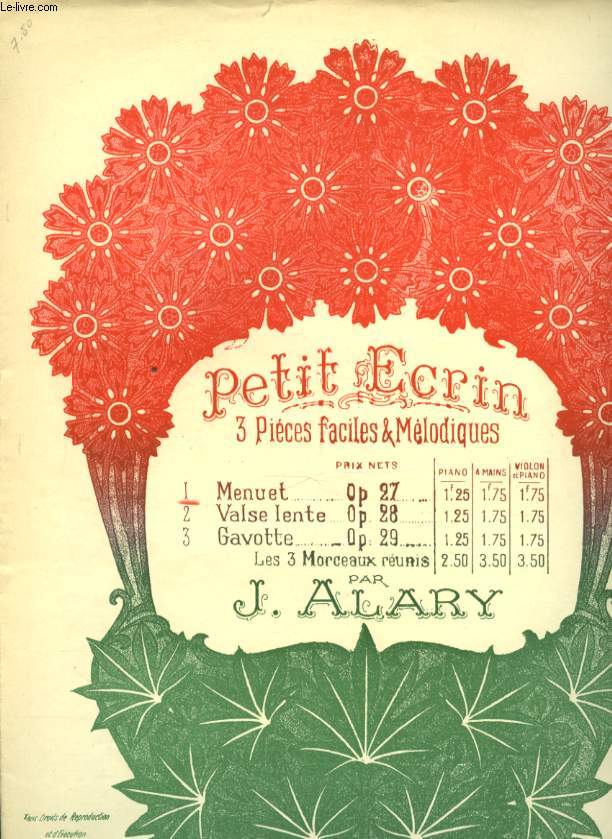 Le-livre.com
7.50
Petit Ecrin
3 Pièces faciles & Mélodiques
PRIX NETS PIANO 4 MAINS VIOLON et PIANO
1 Menuet Op 27 1f.25 1f.75 1f.75
2 Valse lente Op. 28 1.25 1.75 1.75
3 Gavotte Op: 29 1.25 1.75 1.75
Les 3 Morceaux réunis 2.50 3.50 3.50
PAR
J. ALARY
Tous Droits de Reproduction
et d'Exécution